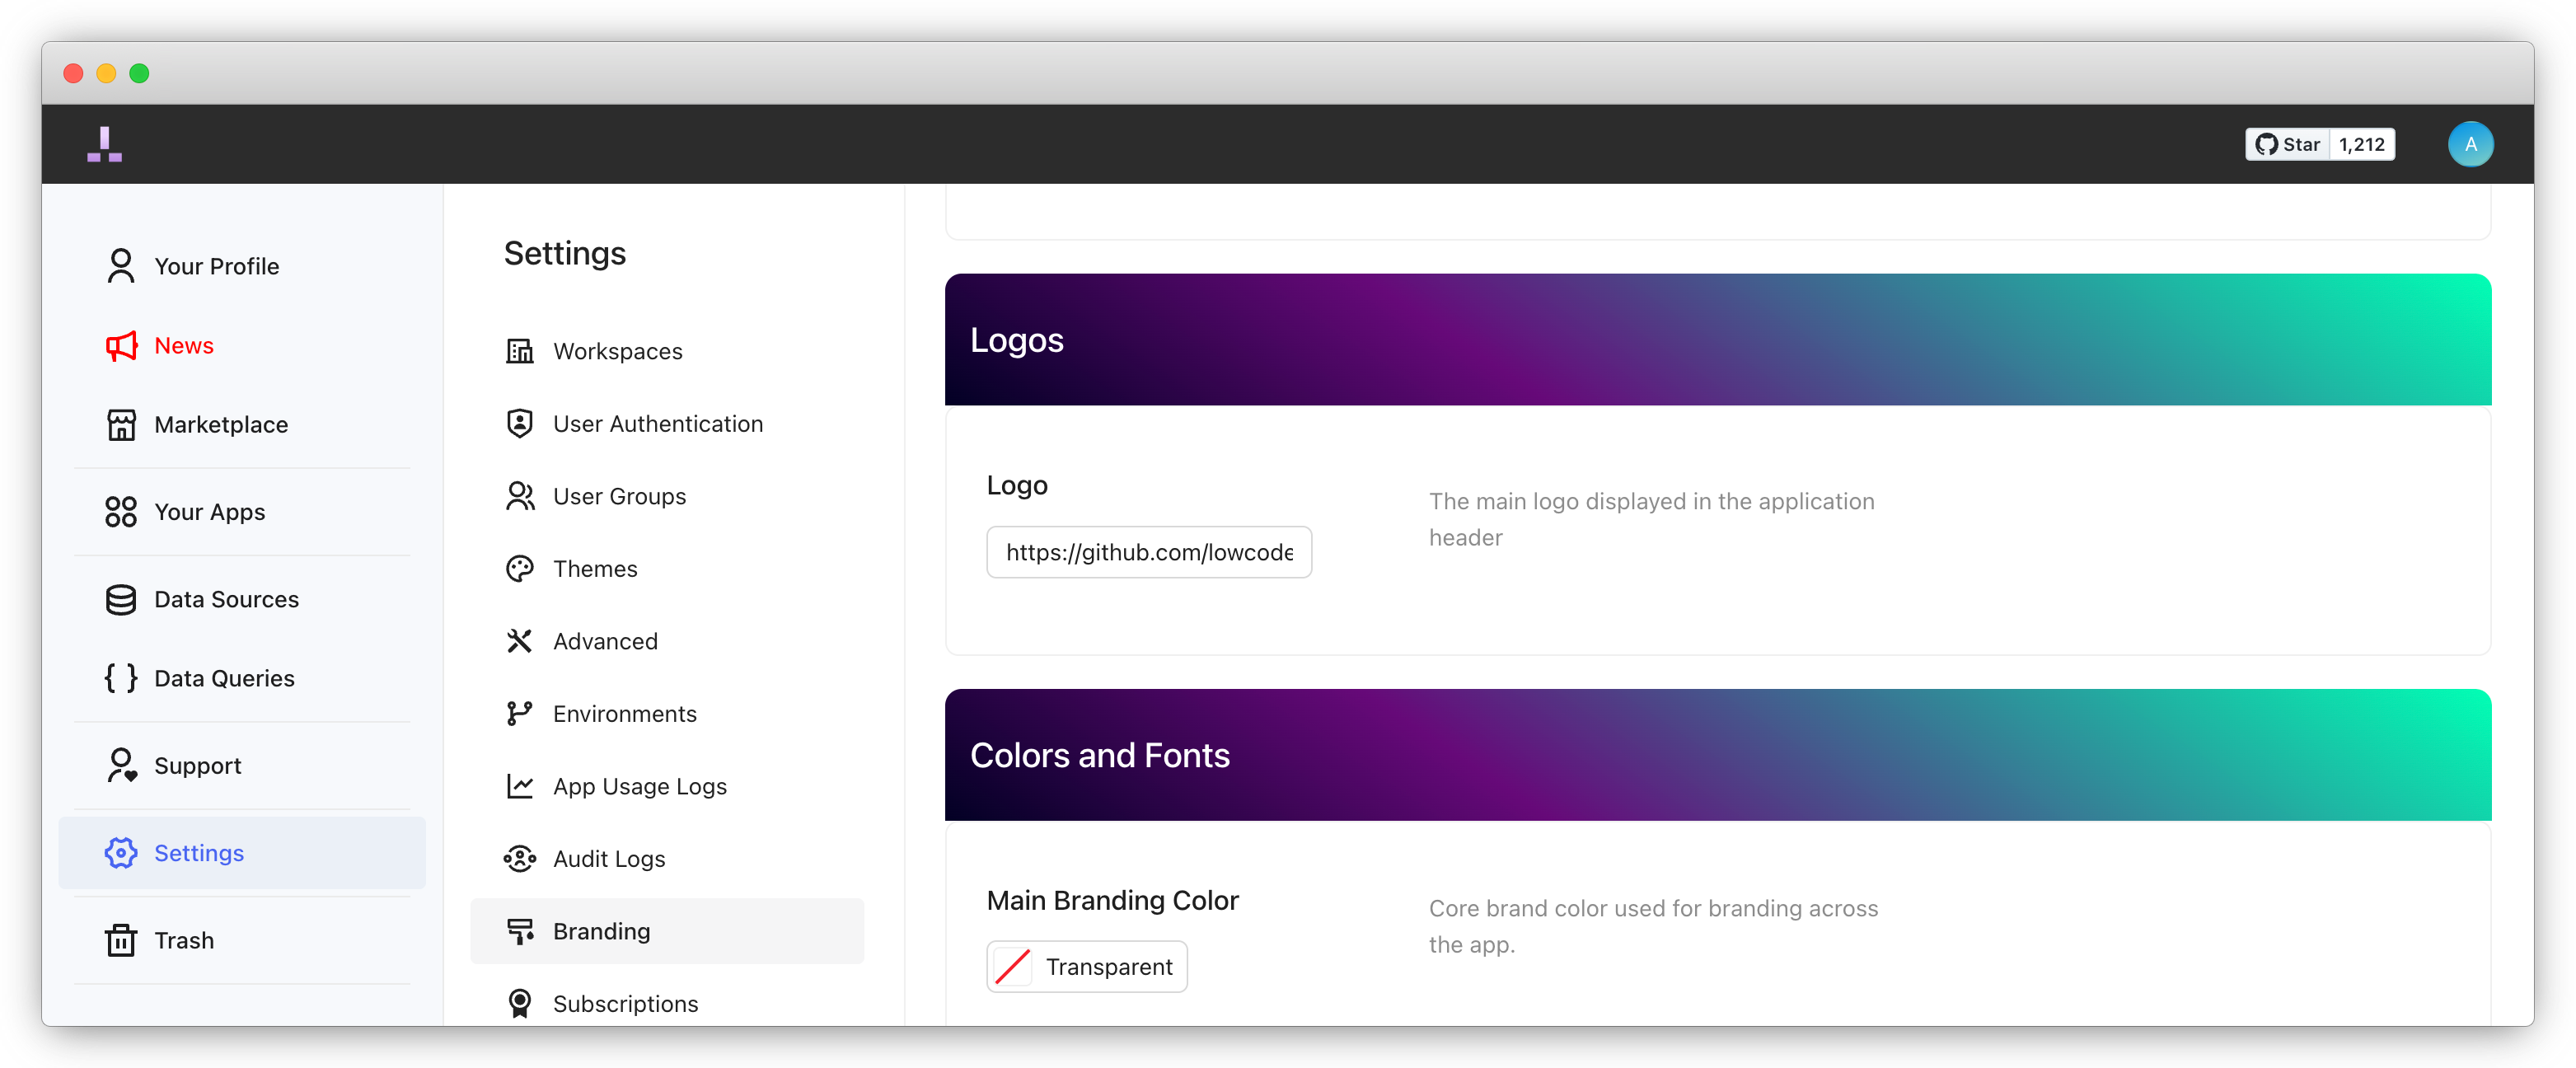 Star 1,212
A
Your Profile
News
Marketplace
Your Apps
Data Sources
Data Queries
Support
Settings
Trash
Settings
Workspaces
User Authentication
User Groups
Themes
Advanced
Environments
App Usage Logs
Audit Logs
Branding
Subscriptions
Logos
Logo
https://github.com/lowcode
The main logo displayed in the application
header
Colors and Fonts
Main Branding Color
Transparent
Core brand color used for branding across
the app.